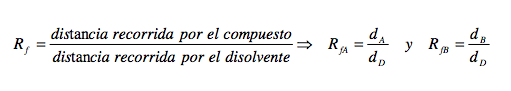 R_f = distancia recorrida por el compuesto / distancia recorrida por el disolvente ⇒ R_fA = d_A / d_D y R_fB = d_B / d_D